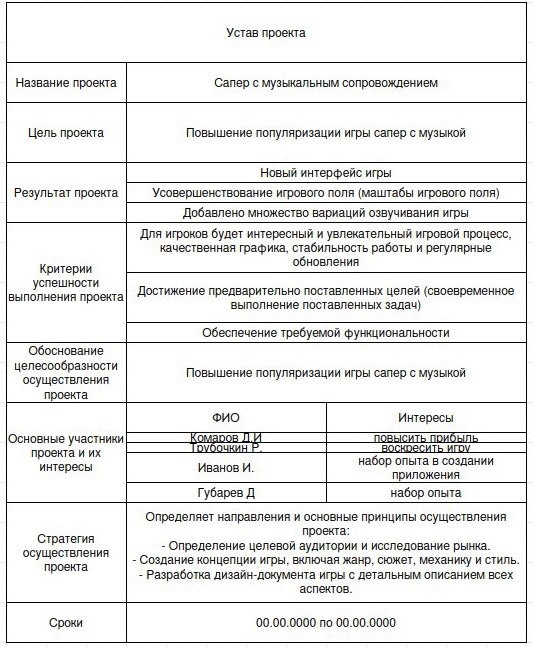 Устав проекта
Название проекта
Сапер с музыкальным сопровождением
Цель проекта
Повышение популяризации игры сапер с музыкой
Результат проекта
Новый интерфейс игры
Усовершенствование игрового поля (маштабы игрового поля)
Добавлено множество вариаций озвучивания игры
Критерии
успешности
выполнения проекта
Для игроков будет интересный и увлекательный игровой процесс,
качественная графика, стабильность работы и регулярные
обновления
Достижение предварительно поставленных целей (своевременное
выполнение поставленных задач)
Обеспечение требуемой функциональности
Обоснование
целесообразности
осуществления
проекта
Повышение популяризации игры сапер с музыкой
Основные участники
проекта и их
интересы
ФИО
Интересы
Комаров Д.И
повысить прибыль
Трубочкин Р.
воскресить игру
Иванов И.
набор опыта в создании
приложения
Губарев Д
набор опыта
Стратегия
осуществления
проекта
Определяет направления и основные принципы осуществления
проекта:
- Определение целевой аудитории и исследование рынка.
- Создание концепции игры, включая жанр, сюжет, механику и стиль.
- Разработка дизайн-документа игры с детальным описанием всех
аспектов.
Сроки
00.00.0000 по 00.00.0000